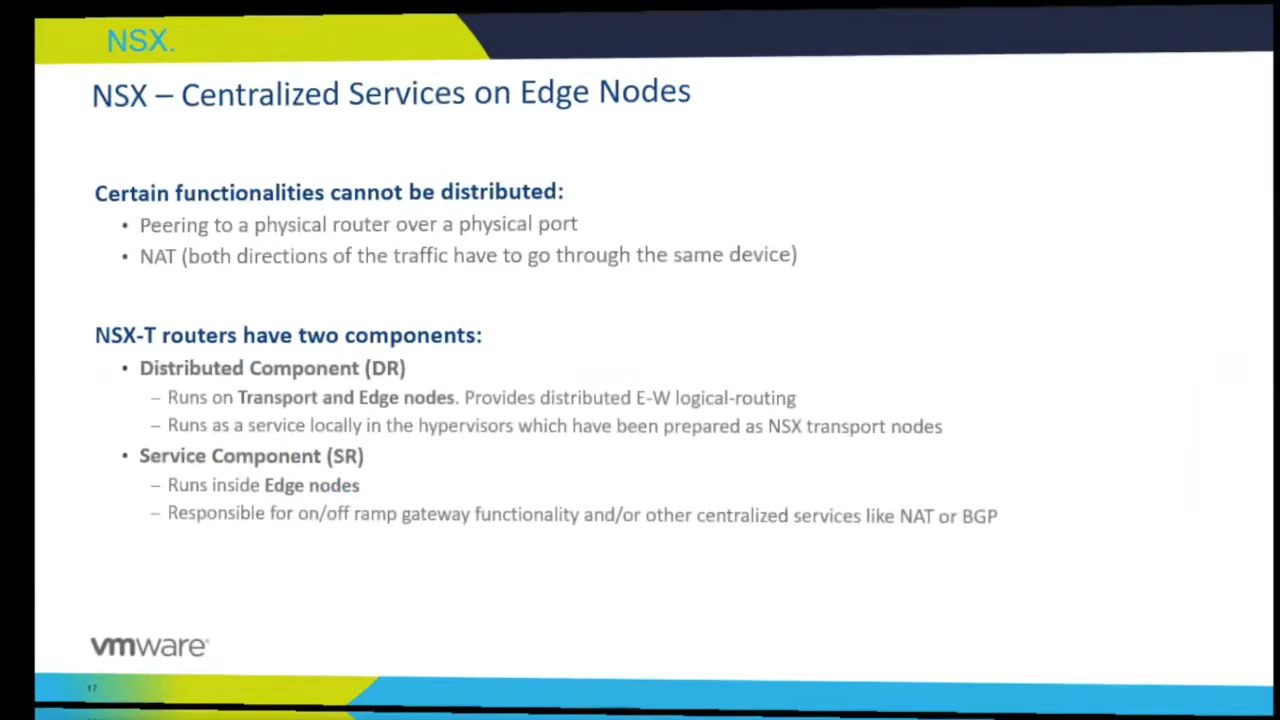 NSX.
NSX – Centralized Services on Edge Nodes
Certain functionalities cannot be distributed:
• Peering to a physical router over a physical port
• NAT (both directions of the traffic have to go through the same device)
NSX-T routers have two components:
• Distributed Component (DR)
– Runs on Transport and Edge nodes. Provides distributed E-W logical-routing
– Runs as a service locally in the hypervisors which have been prepared as NSX transport nodes
• Service Component (SR)
– Runs inside Edge nodes
– Responsible for on/off ramp gateway functionality and/or other centralized services like NAT or BGP
vmware®
17